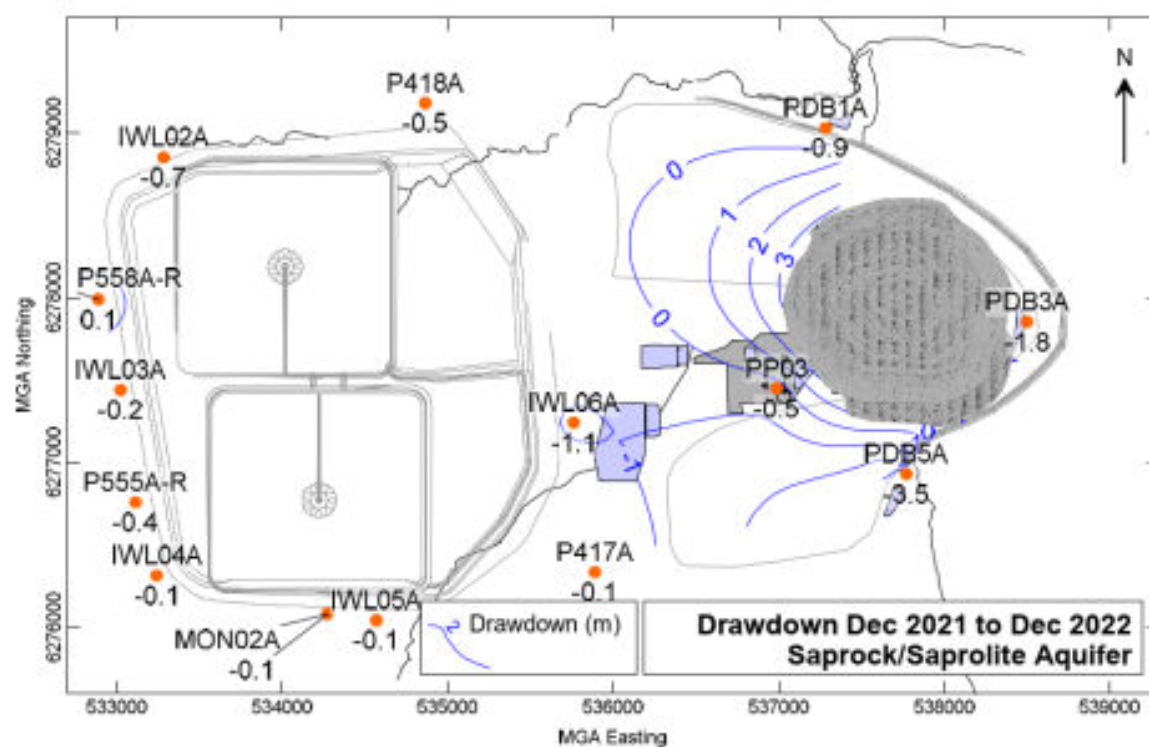 N
P418A
-0.5
PDB1A
-0.9
IWL02A
-0.7
0
1
2
3
P558A-R
0.1
PDB3A
-1.8
0
IWL03A
-0.2
PP03
-0.5
IWL06A
-1.1
-1
PDB5A
-3.5
P555A-R
-0.4
IWL04A
-0.1
P417A
-0.1
IWL05A
-0.1
MON02A
-0.1
2
Drawdown (m)
Drawdown Dec 2021 to Dec 2022
Saprock/Saprolite Aquifer
MGA Northing
6279000
6278000
6277000
6276000
533000
534000
535000
536000
537000
538000
539000
MGA Easting